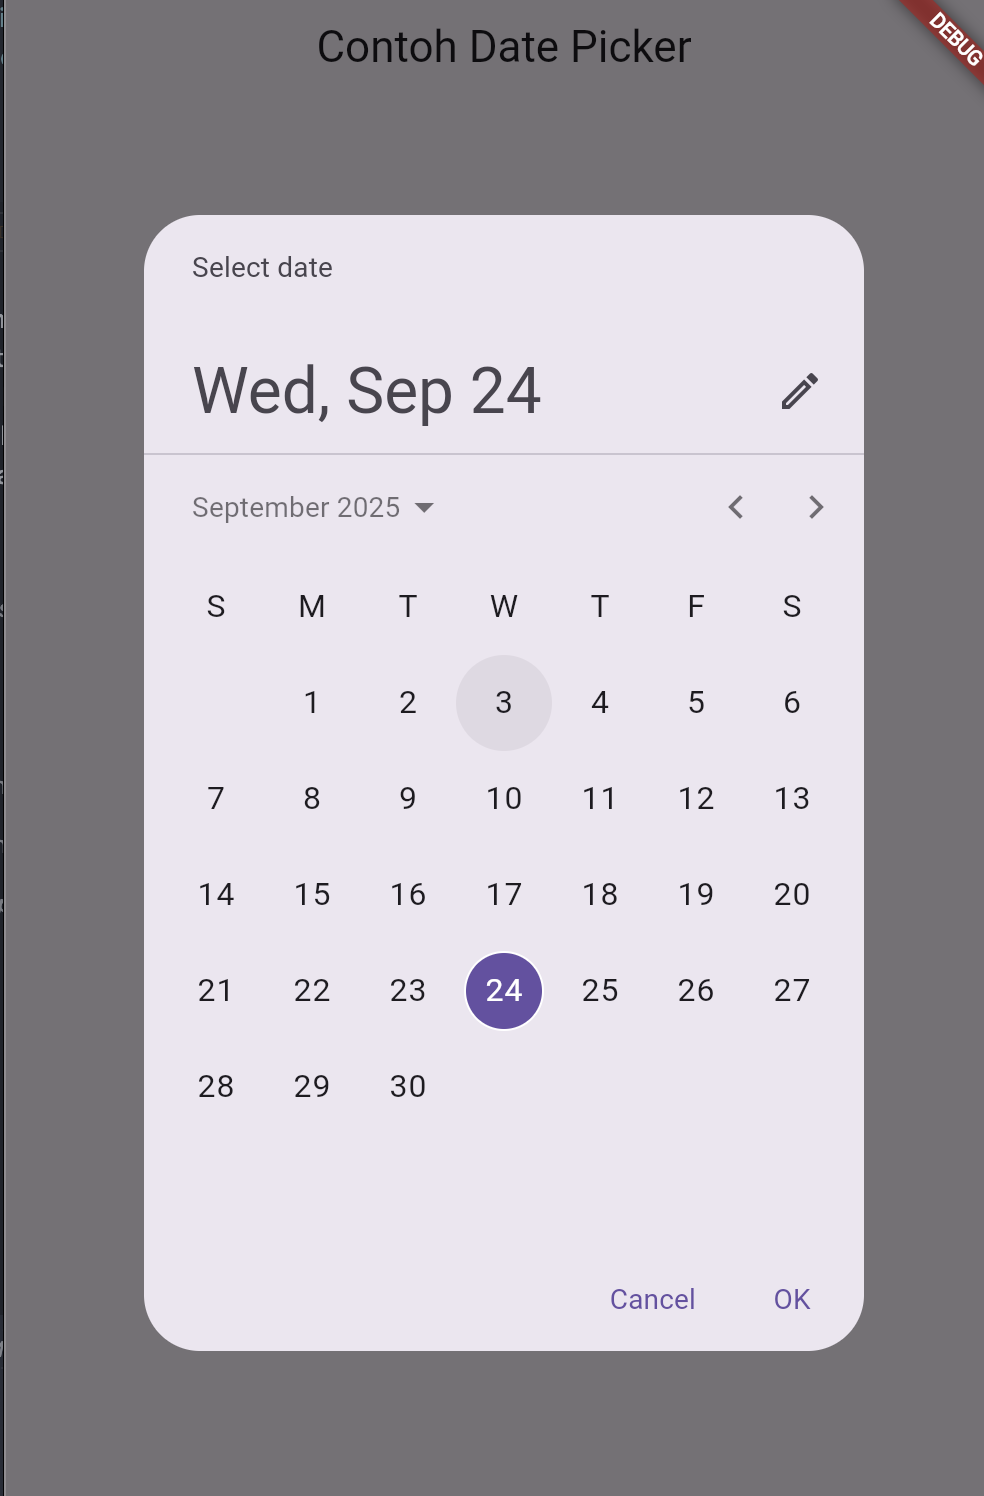 Contoh Date Picker
DEBUG
Select date
Wed, Sep 24
September 2025
S M T W T F S
1 2 3 4 5 6
7 8 9 10 11 12 13
14 15 16 17 18 19 20
21 22 23 24 25 26 27
28 29 30
Cancel OK